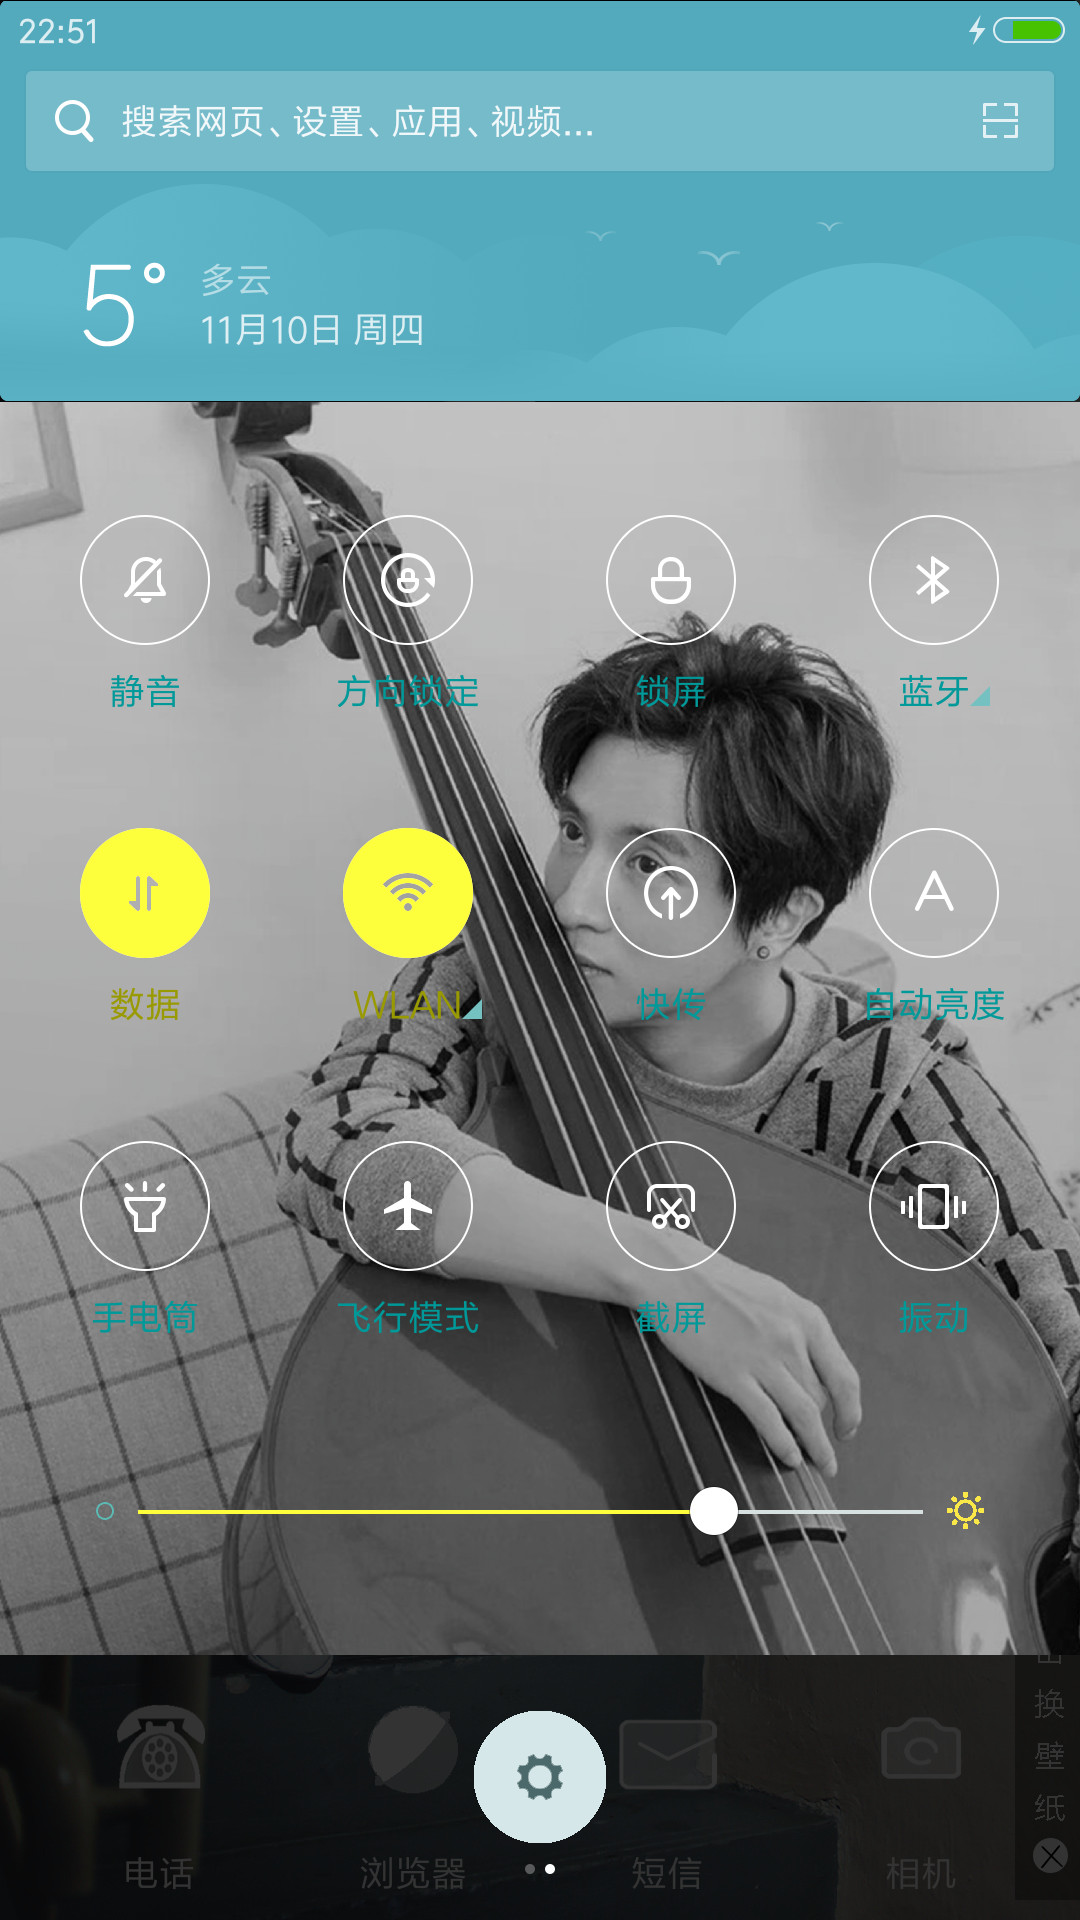 22:51
搜索网页、设置、应用、视频...
5°
多云
11月10日 周四
静音
方向锁定
锁屏
蓝牙
数据
WLAN
快传
A
自动亮度
手电筒
飞行模式
截屏
振动
换
壁
纸
电话
浏览器
短信
相机